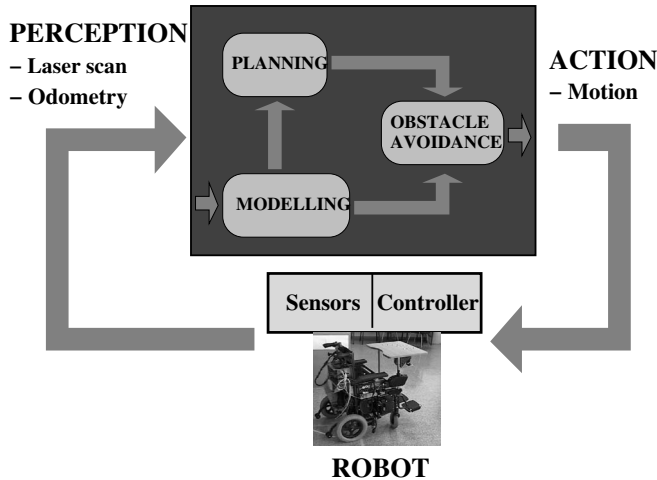 PERCEPTION
– Laser scan
– Odometry
PLANNING
OBSTACLE
AVOIDANCE
MODELLING
ACTION
– Motion
Sensors
Controller
ROBOT